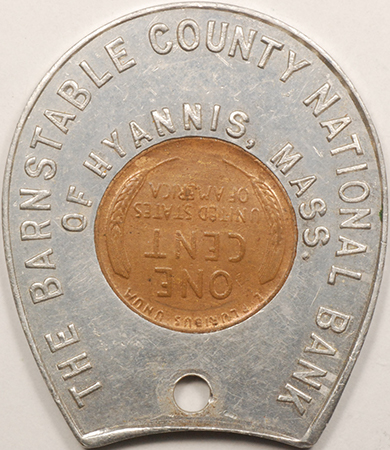 THE BARNSTABLE COUNTY NATIONAL BANK
OF HYANNIS, MASS.
E PLURIBUS UNUM
ONE
CENT
UNITED STATES
OF AMERICA